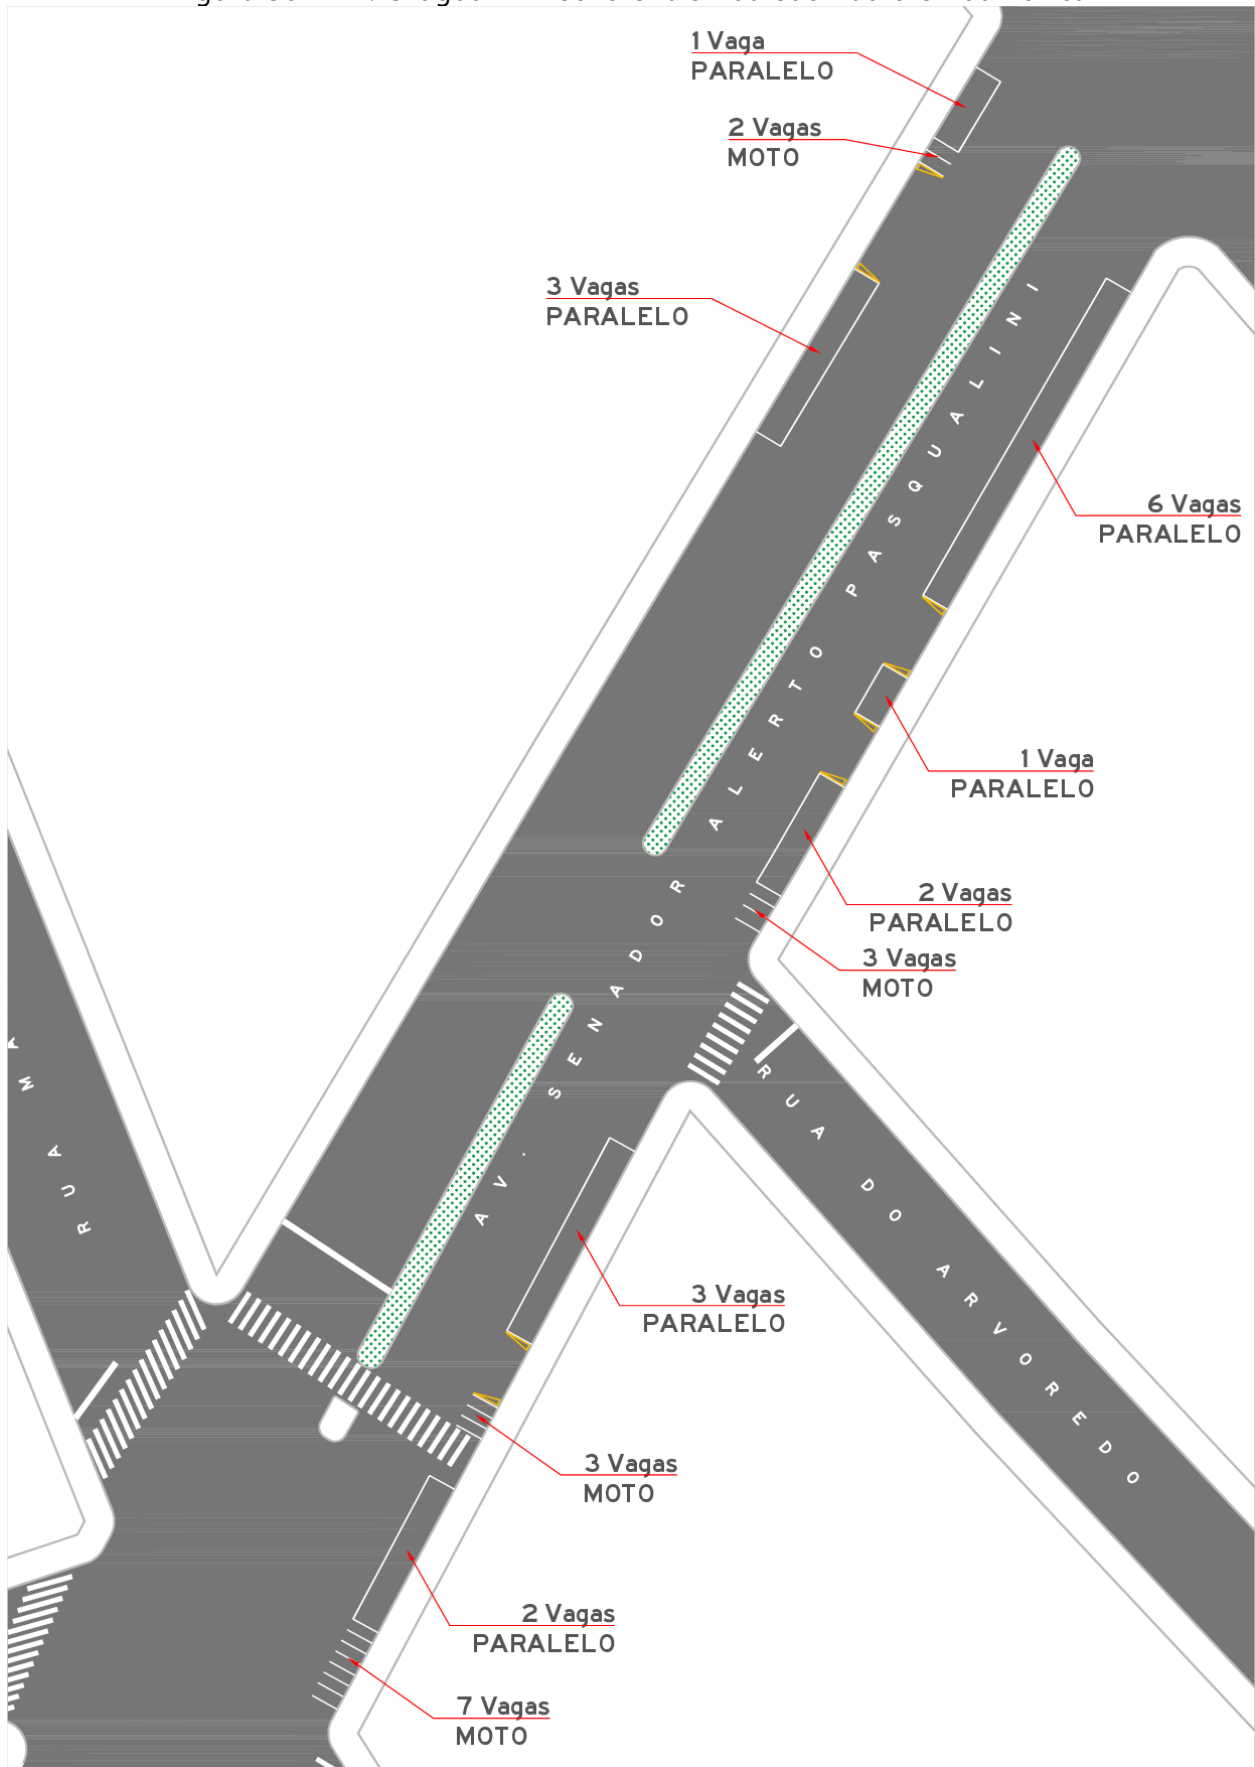 1 Vaga
PARALELO
2 Vagas
MOTO
3 Vagas
PARALELO
6 Vagas
PARALELO
1 Vaga
PARALELO
2 Vagas
PARALELO
3 Vagas
MOTO
AV. SENADOR ALERTO PASQUALINI
RUA MA
RUA DO ARVOREDO
3 Vagas
PARALELO
3 Vagas
MOTO
2 Vagas
PARALELO
7 Vagas
MOTO